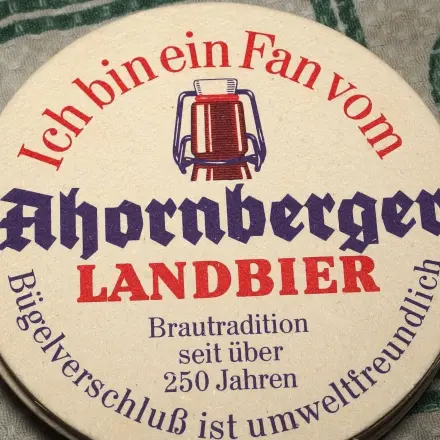 Ich bin ein Fan vom
Ahornberger
LANDBIER
Brautradition
seit über
250 Jahren
Bügelverschluß ist umweltfreundlich